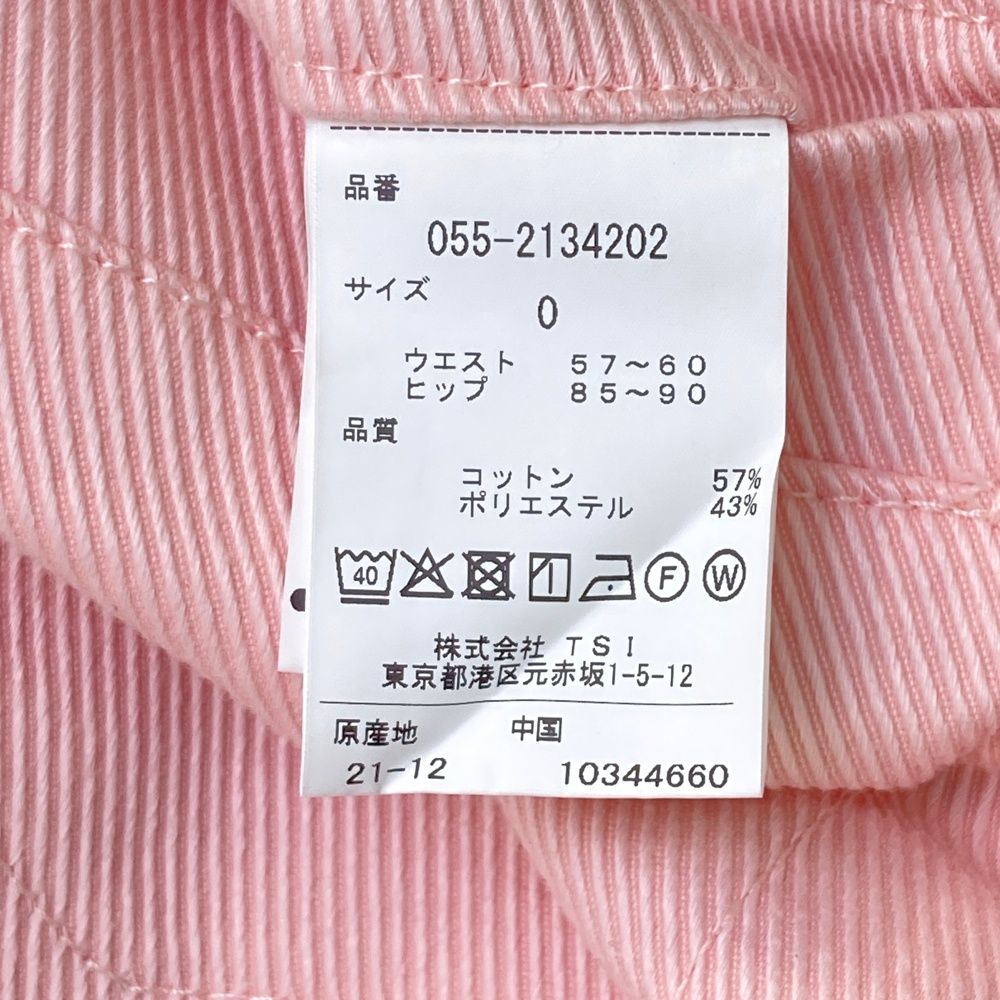 品番
055-2134202
サイズ
0
ウエスト 57～60
ヒップ 85～90
品質
コットン 57%
ポリエステル 43%
40 F W
株式会社 TSI
東京都港区元赤坂1-5-12
原産地 中国
21-12 10344660